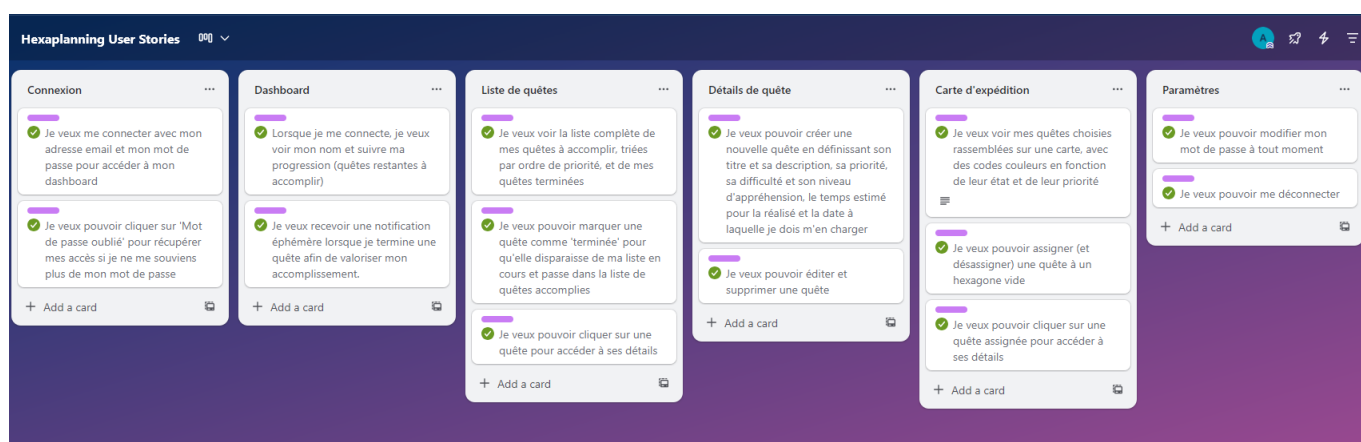 Hexaplanning User Stories
A
Connexion
Je veux me connecter avec mon
adresse email et mon mot de
passe pour accéder à mon
dashboard
Je veux pouvoir cliquer sur 'Mot
de passe oublié' pour récupérer
mes accès si je ne me souviens
plus de mon mot de passe
+ Add a card
Dashboard
Lorsque je me connecte, je veux
voir mon nom et suivre ma
progression (quêtes restantes à
accomplir)
Je veux recevoir une notification
éphémère lorsque je termine une
quête afin de valoriser mon
accomplissement.
+ Add a card
Liste de quêtes
Je veux voir la liste complète de
mes quêtes à accomplir, triées
par ordre de priorité, et de mes
quêtes terminées
Je veux pouvoir marquer une
quête comme 'terminée' pour
qu'elle disparaisse de ma liste en
cours et passe dans la liste de
quêtes accomplies
Je veux pouvoir cliquer sur une
quête pour accéder à ses détails
+ Add a card
Détails de quête
Je veux pouvoir créer une
nouvelle quête en définissant son
titre et sa description, sa priorité,
sa difficulté et son niveau
d'appréhension, le temps estimé
pour la réalisé et la date à
laquelle je dois m'en charger
Je veux pouvoir éditer et
supprimer une quête
+ Add a card
Carte d'expédition
Je veux voir mes quêtes choisies
rassemblées sur une carte, avec
des codes couleurs en fonction
de leur état et de leur priorité
Je veux pouvoir assigner (et
désassigner) une quête à un
hexagone vide
Je veux pouvoir cliquer sur une
quête assignée pour accéder à
ses détails
+ Add a card
Paramètres
Je veux pouvoir modifier mon
mot de passe à tout moment
Je veux pouvoir me déconnecter
+ Add a card